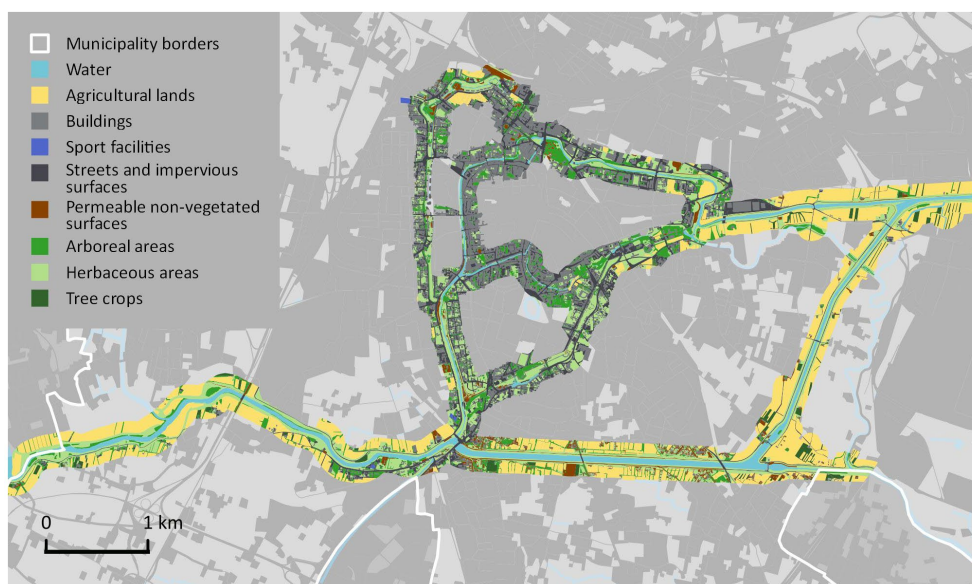 Municipality borders
Water
Agricultural lands
Buildings
Sport facilities
Streets and impervious
surfaces
Permeable non-vegetated
surfaces
Arboreal areas
Herbaceous areas
Tree crops
0 1 km